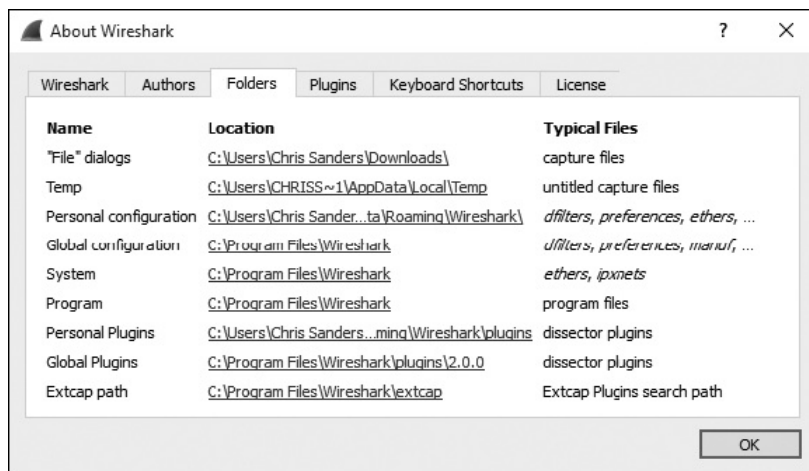 About Wireshark
?
Wireshark Authors Folders Plugins Keyboard Shortcuts License
Name Location Typical Files
"File" dialogs C:\Users\Chris Sanders\Downloads\ capture files
Temp C:\Users\CHRISS~1\AppData\Local\Temp untitled capture files
Personal configuration C:\Users\Chris Sander...ta\Roaming\Wireshark\ dfilters, preferences, ethers, ...
Global configuration C:\Program Files\Wireshark dfilters, preferences, manuf, ...
System C:\Program Files\Wireshark ethers, ipxnets
Program C:\Program Files\Wireshark program files
Personal Plugins C:\Users\Chris Sanders...ming\Wireshark\plugins dissector plugins
Global Plugins C:\Program Files\Wireshark\plugins\2.0.0 dissector plugins
Extcap path C:\Program Files\Wireshark\extcap Extcap Plugins search path
OK